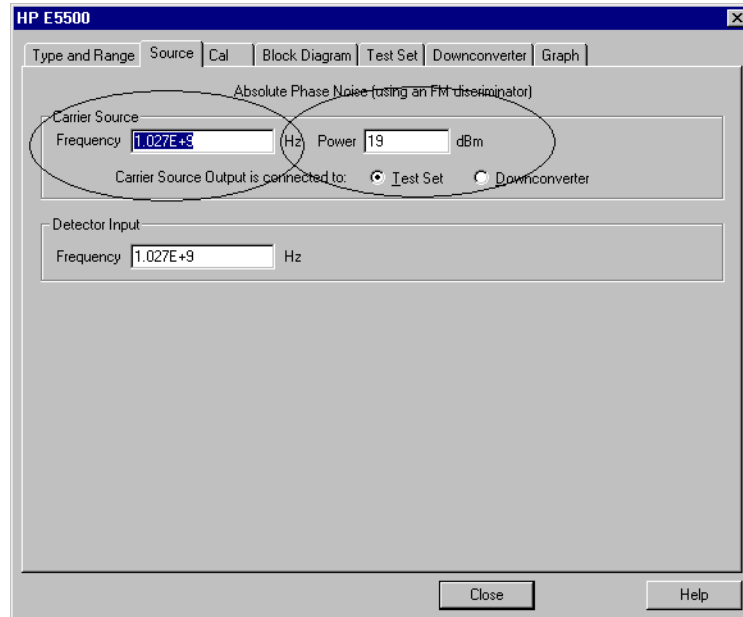 HP E5500
Type and Range Source Cal Block Diagram Test Set Downconverter Graph
Absolute Phase Noise (using an FM discriminator)
Carrier Source
Frequency 1.027E+9 Hz Power 19 dBm
Carrier Source Output is connected to: Test Set Downconverter
Detector Input
Frequency 1.027E+9 Hz
Close Help